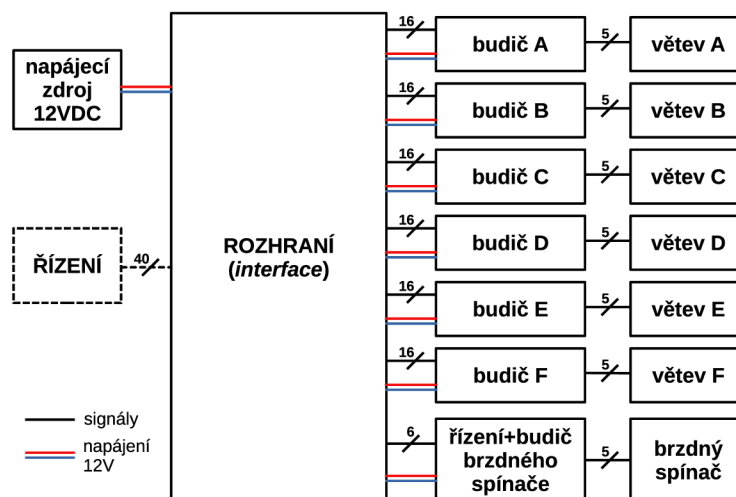 napájecí
zdroj
12VDC
ŘÍZENÍ
40
ROZHRANÍ
(interface)
16
budič A
5
větev A
16
budič B
5
větev B
16
budič C
5
větev C
16
budič D
5
větev D
16
budič E
5
větev E
16
budič F
5
větev F
6
řízení+budič
brzdného
spínače
5
brzdný
spínač
signály
napájení
12V